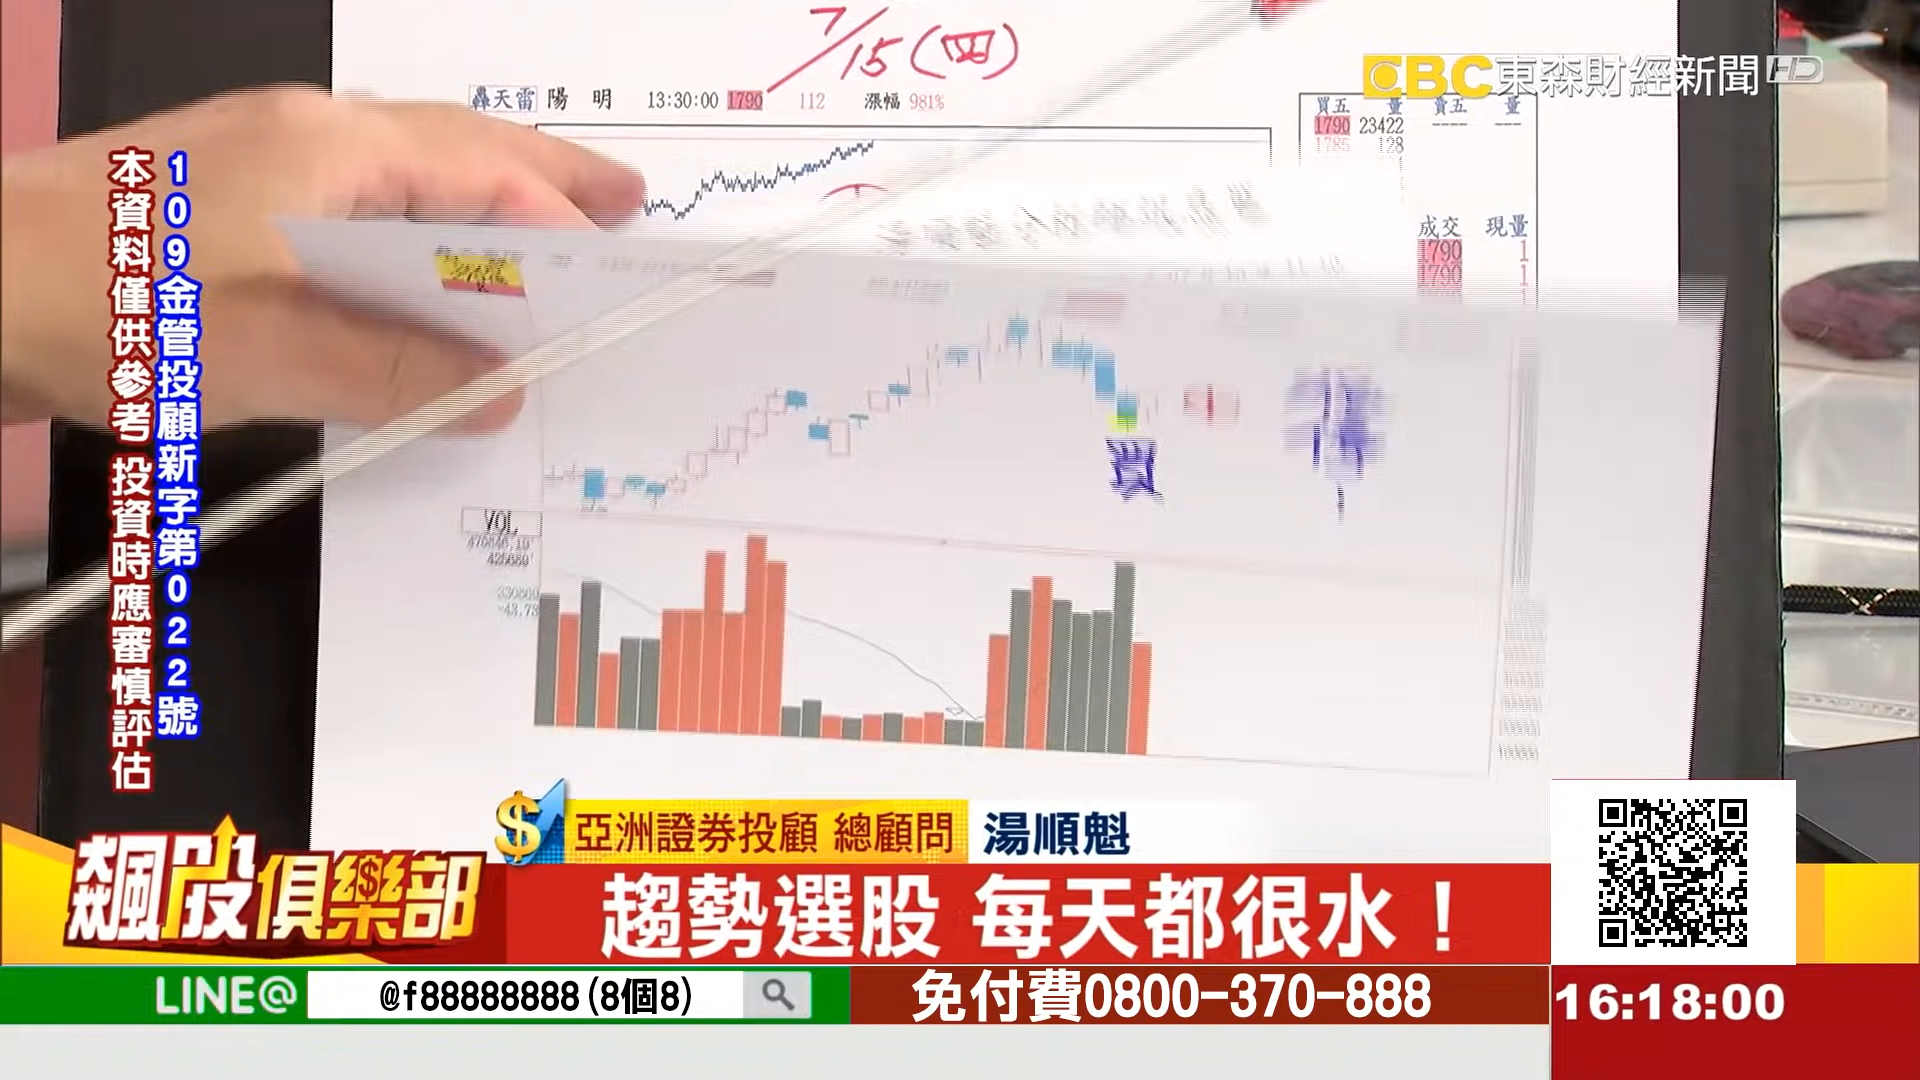 7/15(四)
EBC東森財經新聞HD
轟天雷 陽 明 13:30:00 1790 112 漲幅 981%
買五 量 賣五 量
1790 23422 ---- ---
1785 128
成交 現量
1790 1
1790 1
買
VOL
本資料僅供參考 投資時應審慎評估
109金管投顧新字第022號
亞洲證券投顧 總顧問 湯順魁
飆股俱樂部
趨勢選股 每天都很水！
LINE@ @f88888888(8個8)
免付費0800-370-888
16:18:00